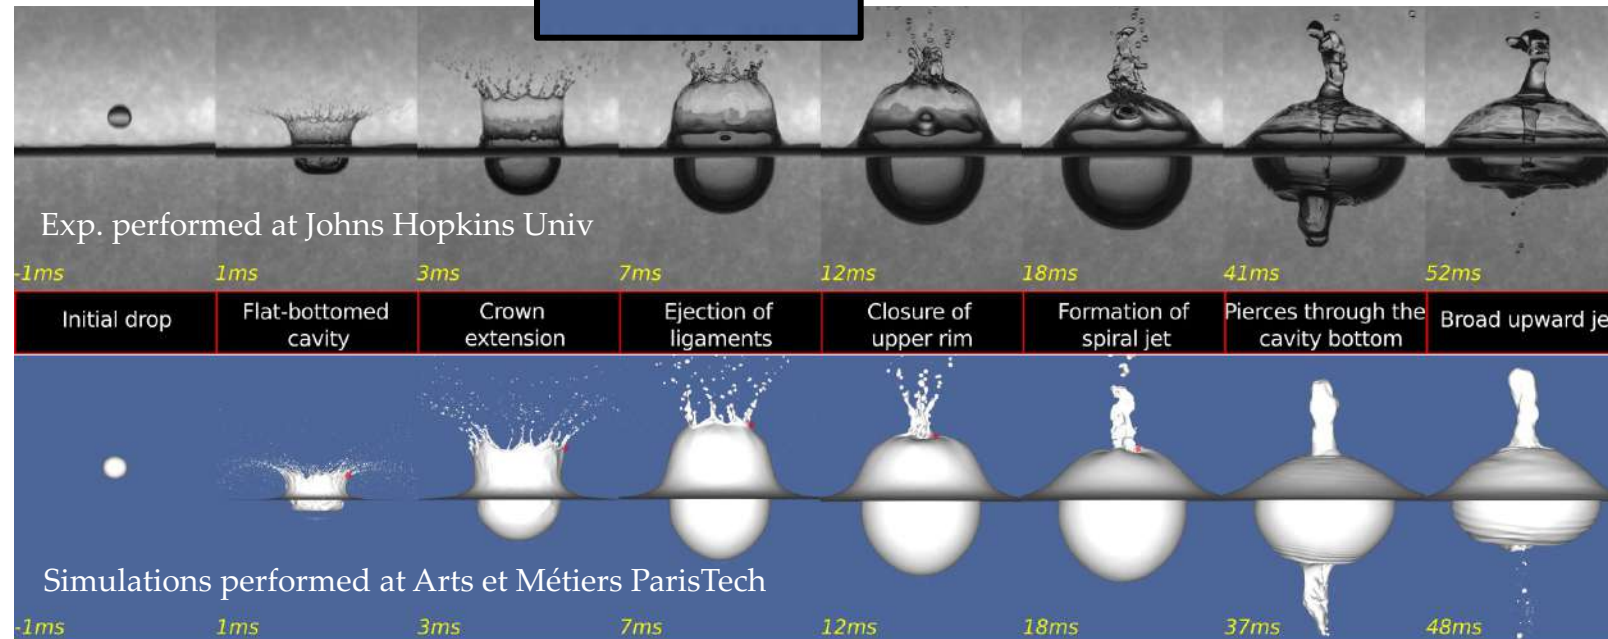 Exp. performed at Johns Hopkins Univ
-1ms 1ms 3ms 7ms 12ms 18ms 41ms 52ms
Initial drop
Flat-bottomed
cavity
Crown
extension
Ejection of
ligaments
Closure of
upper rim
Formation of
spiral jet
Pierces through the
cavity bottom
Broad upward je
Simulations performed at Arts et Métiers ParisTech
-1ms 1ms 3ms 7ms 12ms 18ms 37ms 48ms